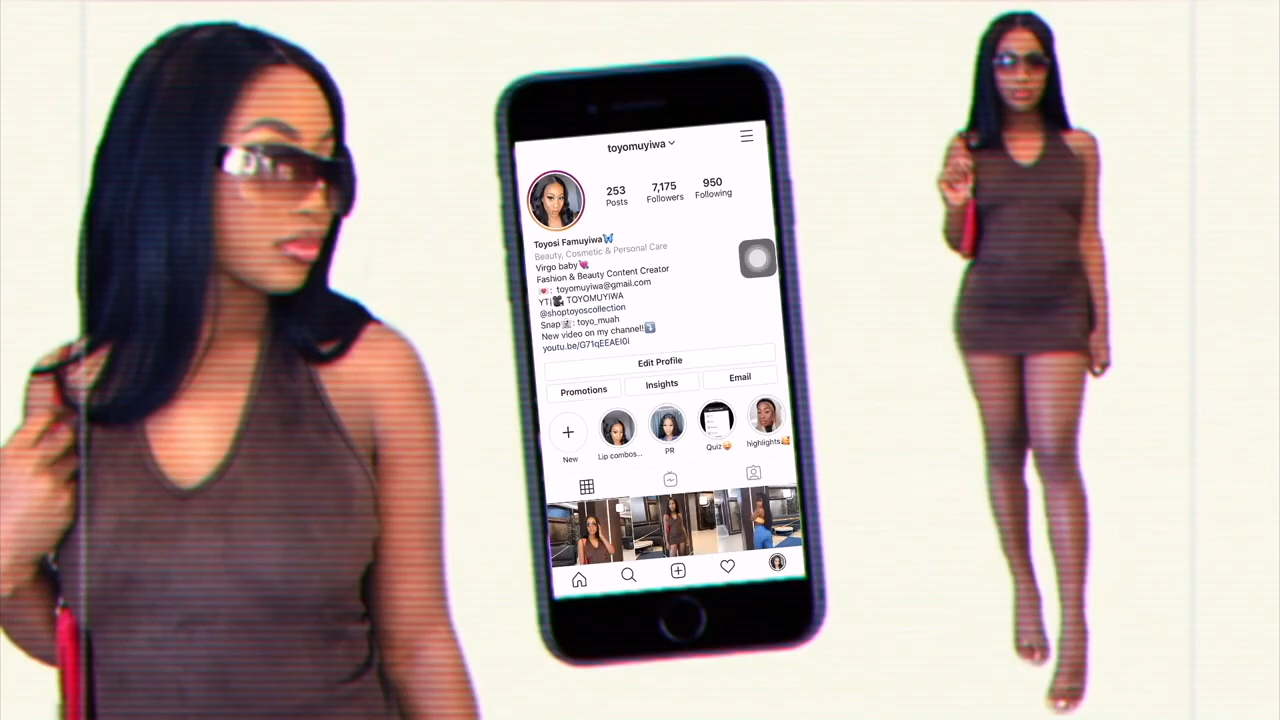 toyomuyiwa
253
Posts
7,175
Followers
950
Following
Toyosi Famuyiwa🦋
Beauty, Cosmetic & Personal Care
Virgo baby💘
Fashion & Beauty Content Creator
💌: toyomuyiwa@gmail.com
YT|🎥 TOYOMUYIWA
@shoptoyoscollection
Snap👻: toyo_muah
New video on my channel!⤵️
youtu.be/G71qEEAEI0i
Edit Profile
Promotions
Insights
Email
New
Lip combos...
PR
Quiz😜
highlights🥰